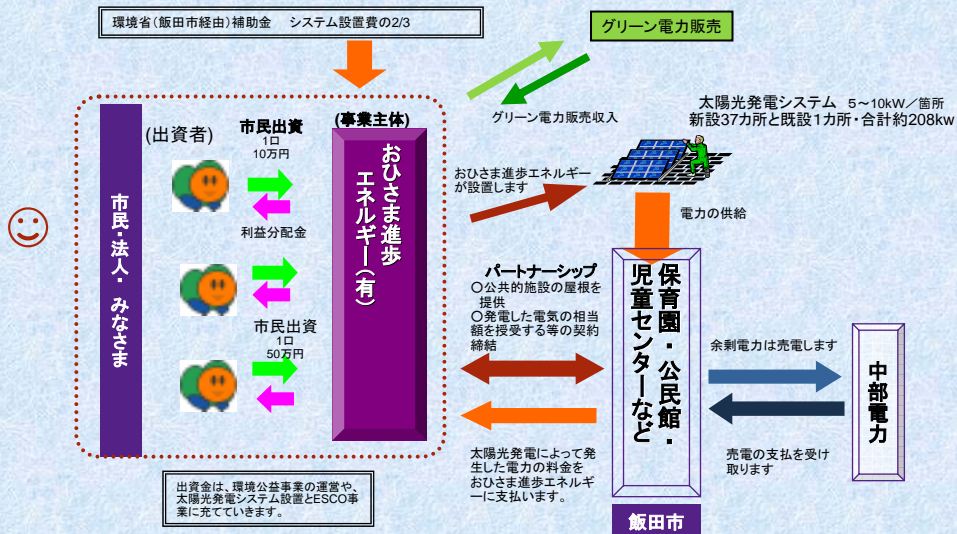 環境省(飯田市経由)補助金　システム設置費の2/3
グリーン電力販売
グリーン電力販売収入
太陽光発電システム　5～10kW／箇所
新設37カ所と既設1カ所・合計約208kw
(出資者)
市民出資
1口
10万円
利益分配金
市民出資
1口
50万円
(事業主体)
おひさま進歩
エネルギー(有)
市民・法人・みなさま
おひさま進歩エネルギー
が設置します
電力の供給
パートナーシップ
〇公共的施設の屋根を
提供
〇発電した電気の相当
額を授受する等の契約
締結
保育園・公民館・
児童センターなど
余剰電力は売電します
中部電力
売電の支払を受け
取ります
太陽光発電によって発
生した電力の料金を
おひさま進歩エネルギ
ーに支払います。
出資金は、環境公益事業の運営や、
太陽光発電システム設置とESCO事
業に充てていきます。
飯田市